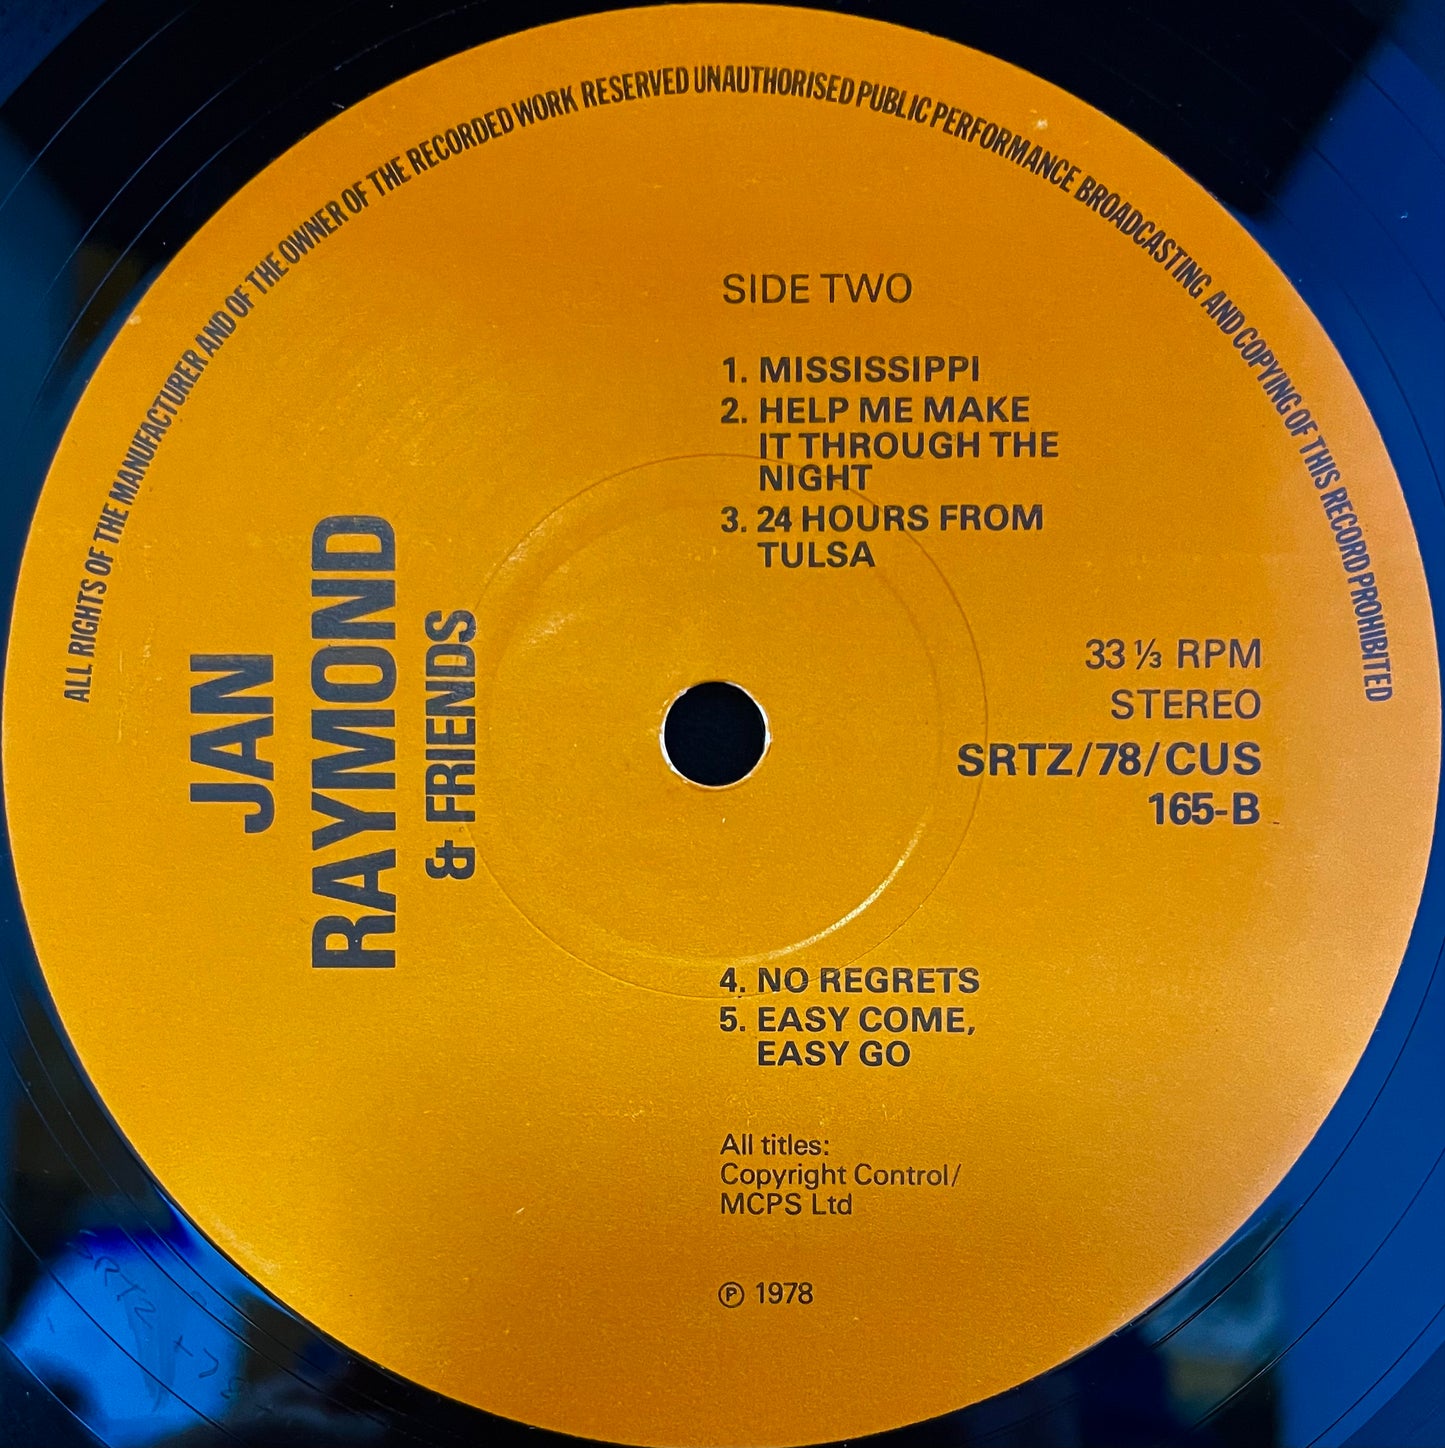 ALL RIGHTS OF THE MANUFACTURER AND OF THE OWNER OF THE RECORDED WORK RESERVED UNAUTHORISED PUBLIC PERFORMANCE BROADCASTING AND COPYING OF THIS RECORD PROHIBITED
JAN
RAYMOND
& FRIENDS
SIDE TWO
1. MISSISSIPPI
2. HELP ME MAKE
IT THROUGH THE
NIGHT
3. 24 HOURS FROM
TULSA
33 ⅓ RPM
STEREO
SRTZ/78/CUS
165-B
4. NO REGRETS
5. EASY COME,
EASY GO
All titles:
Copyright Control/
MCPS Ltd
℗ 1978